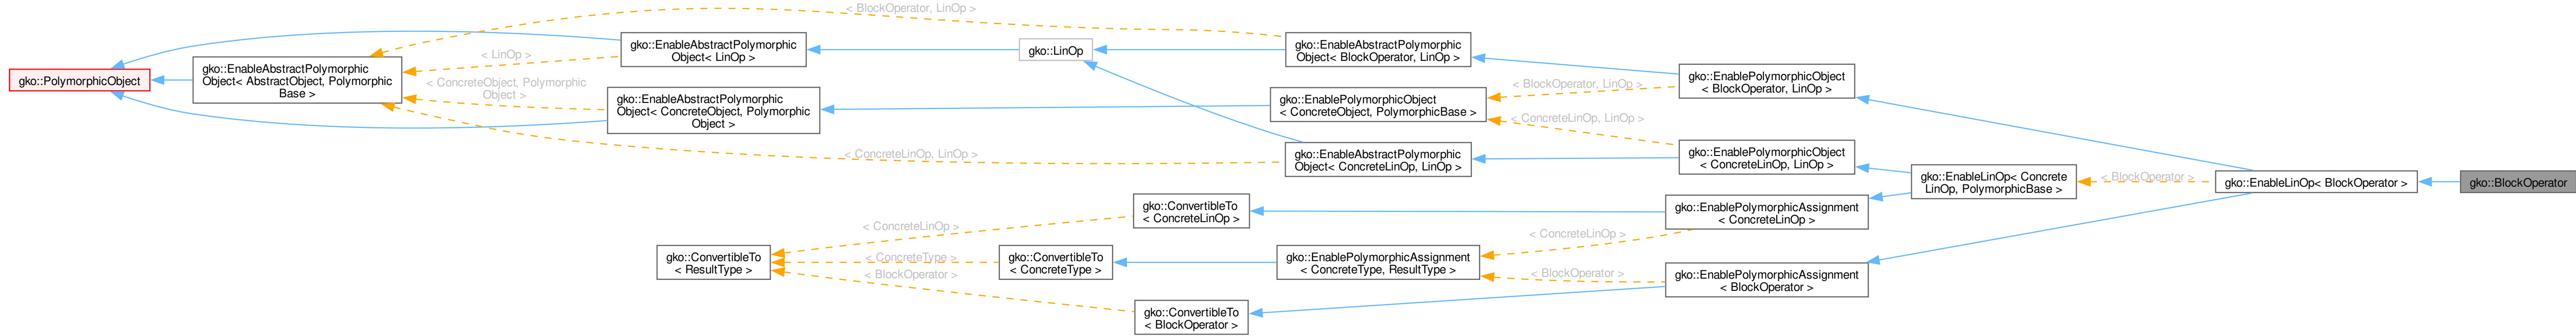 gko::PolymorphicObject
gko::EnableAbstractPolymorphic
Object< AbstractObject, Polymorphic
Base >
gko::EnableAbstractPolymorphic
Object< LinOp >
gko::EnableAbstractPolymorphic
Object< ConcreteObject, Polymorphic
Object >
gko::ConvertibleTo
< ResultType >
gko::LinOp
gko::ConvertibleTo
< ConcreteType >
gko::ConvertibleTo
< ConcreteLinOp >
gko::ConvertibleTo
< BlockOperator >
gko::EnableAbstractPolymorphic
Object< BlockOperator, LinOp >
gko::EnablePolymorphicObject
< ConcreteObject, PolymorphicBase >
gko::EnableAbstractPolymorphic
Object< ConcreteLinOp, LinOp >
gko::EnablePolymorphicAssignment
< ConcreteType, ResultType >
gko::EnablePolymorphicObject
< BlockOperator, LinOp >
gko::EnablePolymorphicObject
< ConcreteLinOp, LinOp >
gko::EnablePolymorphicAssignment
< ConcreteLinOp >
gko::EnablePolymorphicAssignment
< BlockOperator >
gko::EnableLinOp< Concrete
LinOp, PolymorphicBase >
gko::EnableLinOp< BlockOperator >
gko::BlockOperator
< BlockOperator, LinOp >
< LinOp >
< ConcreteObject, Polymorphic
Object >
< ConcreteLinOp, LinOp >
< BlockOperator, LinOp >
< ConcreteLinOp, LinOp >
< BlockOperator >
< ConcreteLinOp >
< ConcreteType >
< BlockOperator >
< ConcreteLinOp >
< BlockOperator >